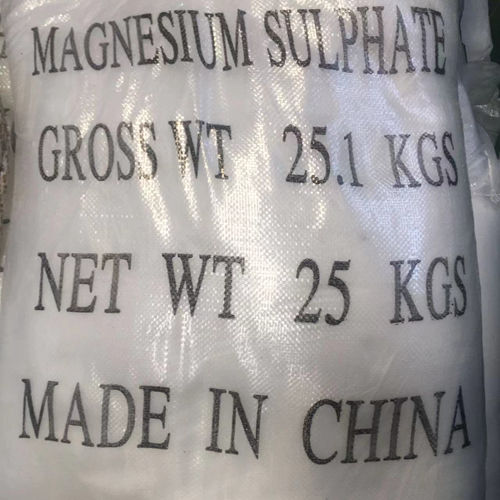 MAGNESIUM SULPHATE
GROSS WT 25.1 KGS
NET WT 25 KGS
MADE IN CHINA